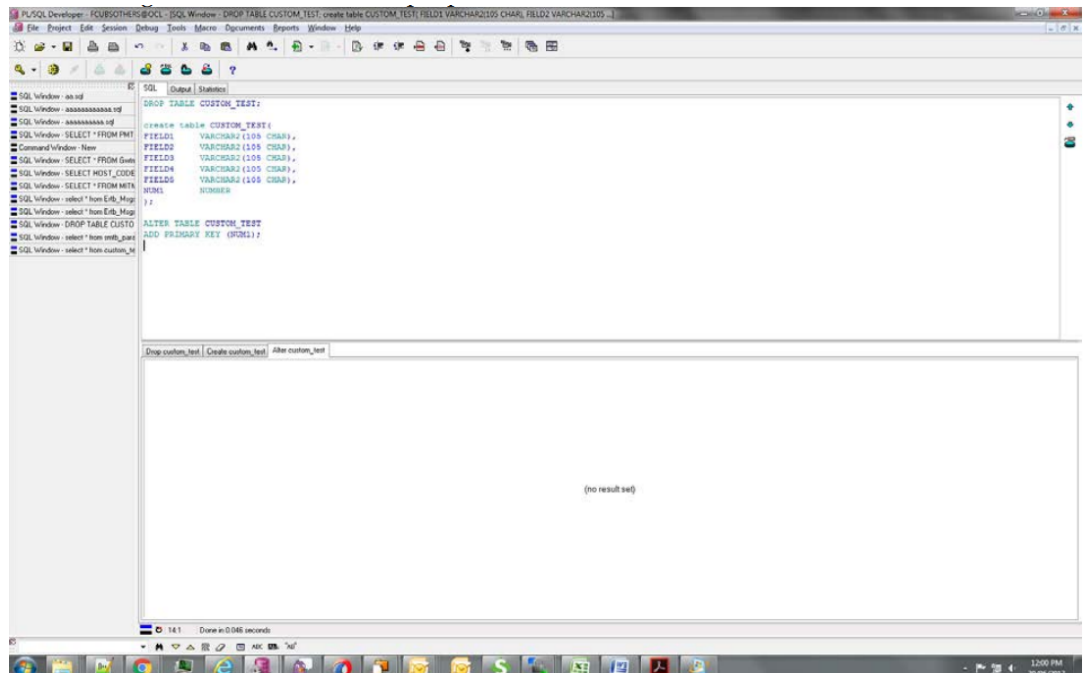 PL/SQL Developer - FCUBSOTHERS@OCL - [SQL Window - DROP TABLE CUSTOM_TEST; create table CUSTOM_TEST( FIELD1 VARCHAR2(105 CHAR), FIELD2 VARCHAR2(105 ...]
File Project Edit Session Debug Tools Macro Documents Reports Window Help
SQL Window - aa.sql
SQL Window - aaaaaaaaaaaa.sql
SQL Window - aaaaaaaaaa.sql
SQL Window - SELECT * FROM PMT
Command Window - New
SQL Window - SELECT * FROM Gwtm
SQL Window - SELECT HOST_CODE
SQL Window - SELECT * FROM MITM
SQL Window - select * from Ertb_Msgs
SQL Window - select * from Ertb_Msgs
SQL Window - DROP TABLE CUSTO
SQL Window - select * from smtb_para
SQL Window - select * from custom_te
SQL Output Statistics
DROP TABLE CUSTOM_TEST;
create table CUSTOM_TEST(
FIELD1 VARCHAR2(105 CHAR),
FIELD2 VARCHAR2(105 CHAR),
FIELD3 VARCHAR2(105 CHAR),
FIELD4 VARCHAR2(105 CHAR),
FIELD5 VARCHAR2(105 CHAR),
NUM1 NUMBER
);
ALTER TABLE CUSTOM_TEST
ADD PRIMARY KEY (NUM1);
Drop custom_test Create custom_test Alter custom_test
(no result set)
14:1 Done in 0.046 seconds
12:00 PM